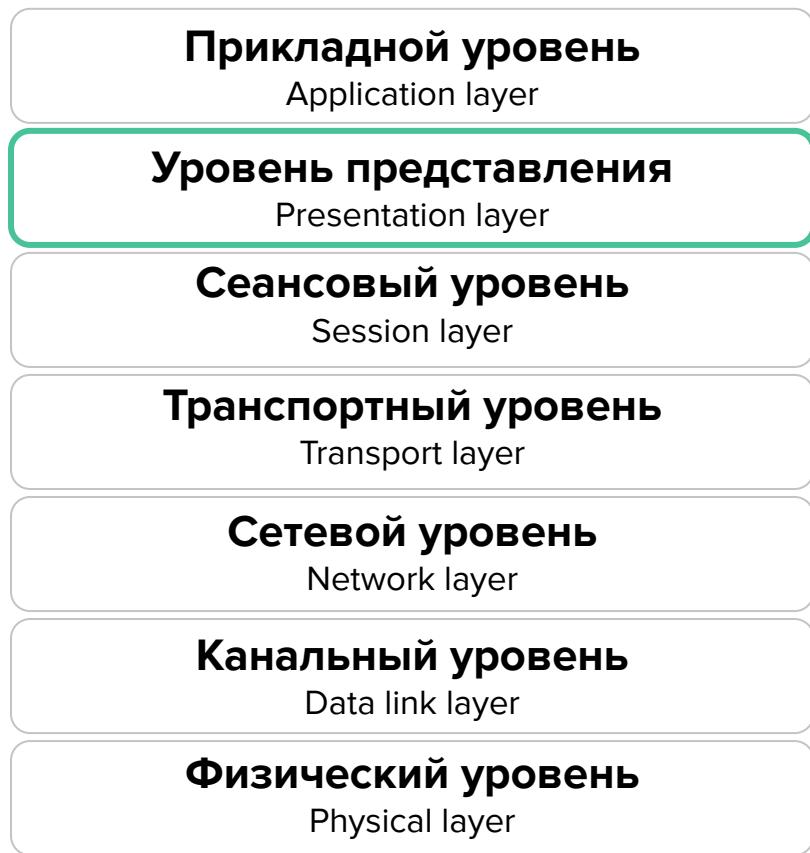 Прикладной уровень
Application layer
Уровень представления
Presentation layer
Сеансовый уровень
Session layer
Транспортный уровень
Transport layer
Сетевой уровень
Network layer
Канальный уровень
Data link layer
Физический уровень
Physical layer